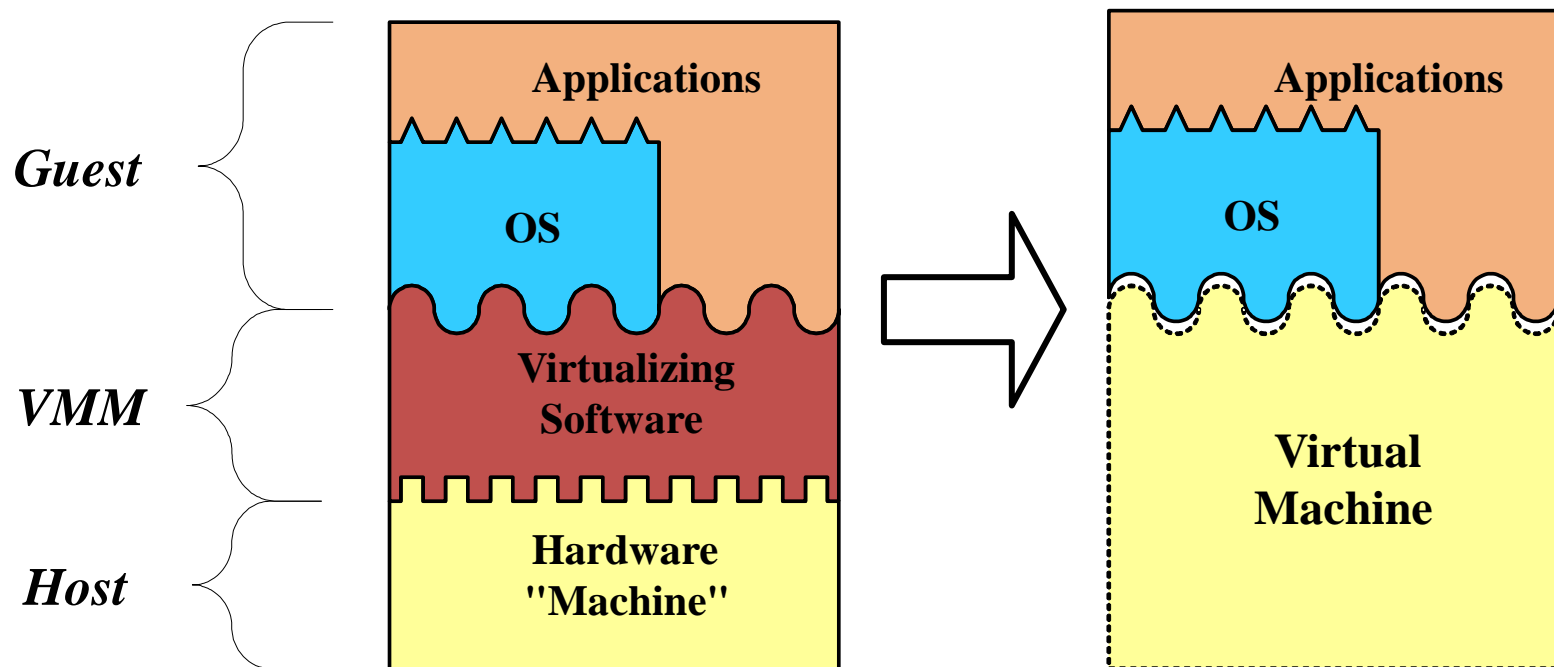 Guest
VMM
Host
Applications
OS
Virtualizing
Software
Hardware
"Machine"
Applications
OS
Virtual
Machine